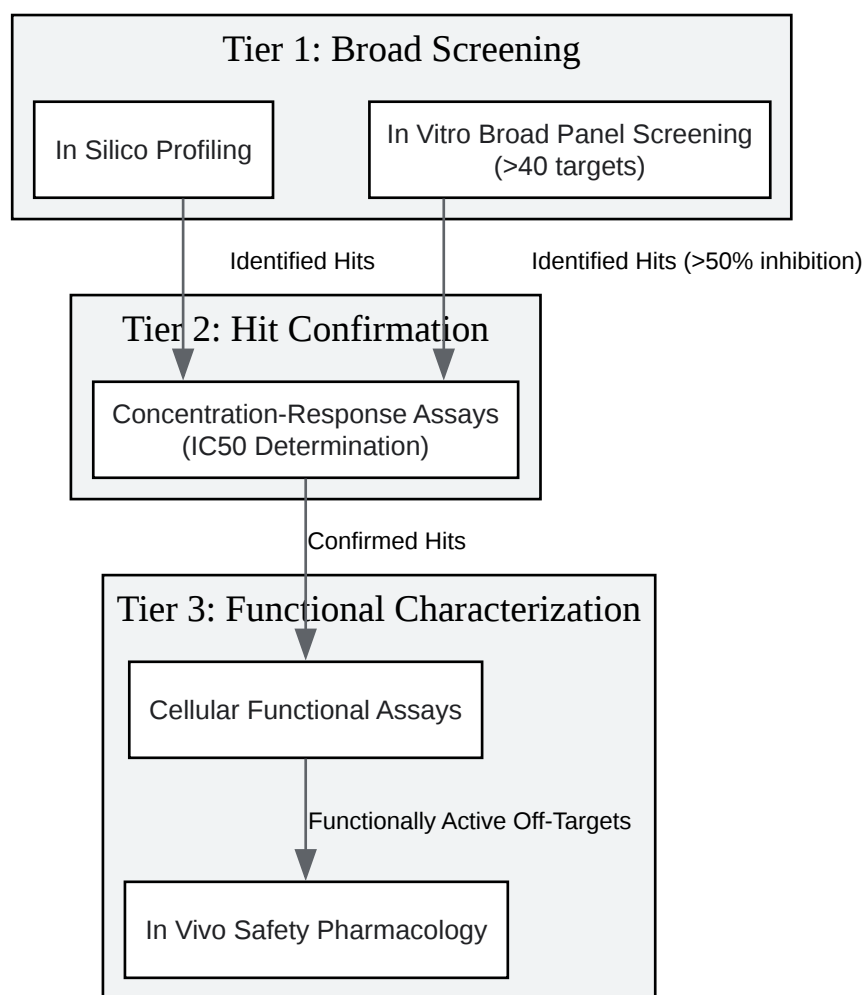 Tier 1: Broad Screening
In Silico Profiling
In Vitro Broad Panel Screening
(>40 targets)
Identified Hits
Identified Hits (>50% inhibition)
Tier 2: Hit Confirmation
Concentration-Response Assays
(IC50 Determination)
Confirmed Hits
Tier 3: Functional Characterization
Cellular Functional Assays
Functionally Active Off-Targets
In Vivo Safety Pharmacology